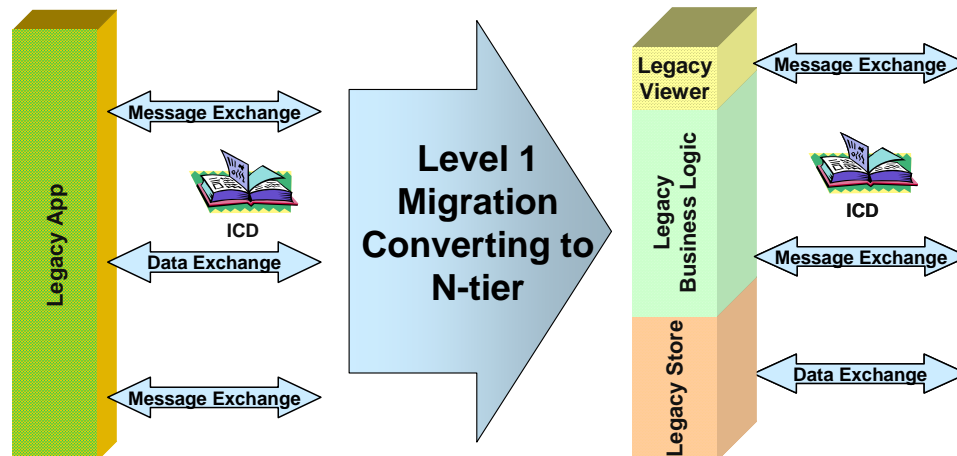 Legacy App
Message Exchange
ICD
Data Exchange
Message Exchange
Level 1
Migration
Converting to
N-tier
Legacy
Viewer
Legacy
Business Logic
Legacy Store
Message Exchange
ICD
Message Exchange
Data Exchange